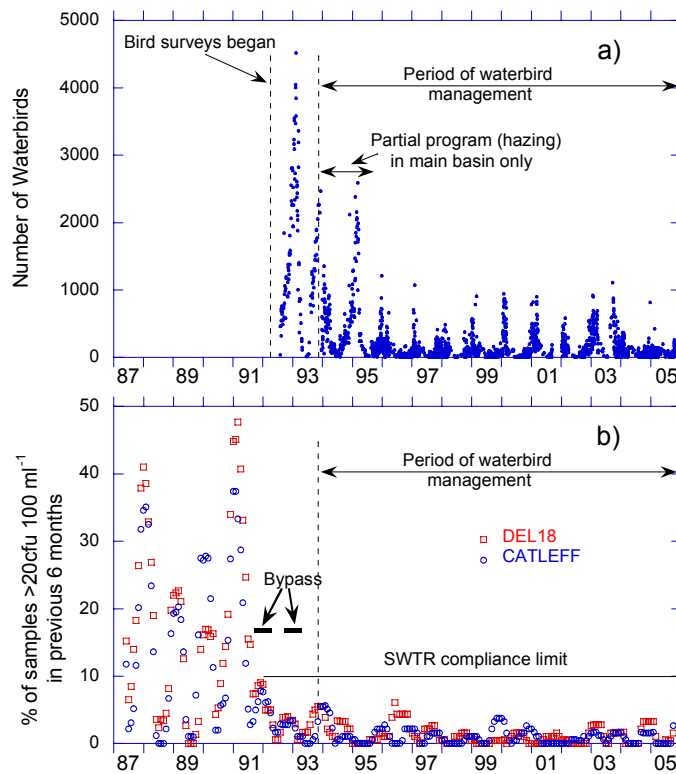 5000
4000
3000
2000
1000
0
Number of Waterbirds
Bird surveys began
a)
Period of waterbird
management
Partial program (hazing)
in main basin only
87 89 91 93 95 97 99 01 03 05
50
40
30
20
10
0
% of samples >20cfu 100 ml⁻¹
in previous 6 months
b)
Period of waterbird
management
DEL18
CATLEFF
Bypass
SWTR compliance limit
87 89 91 93 95 97 99 01 03 05